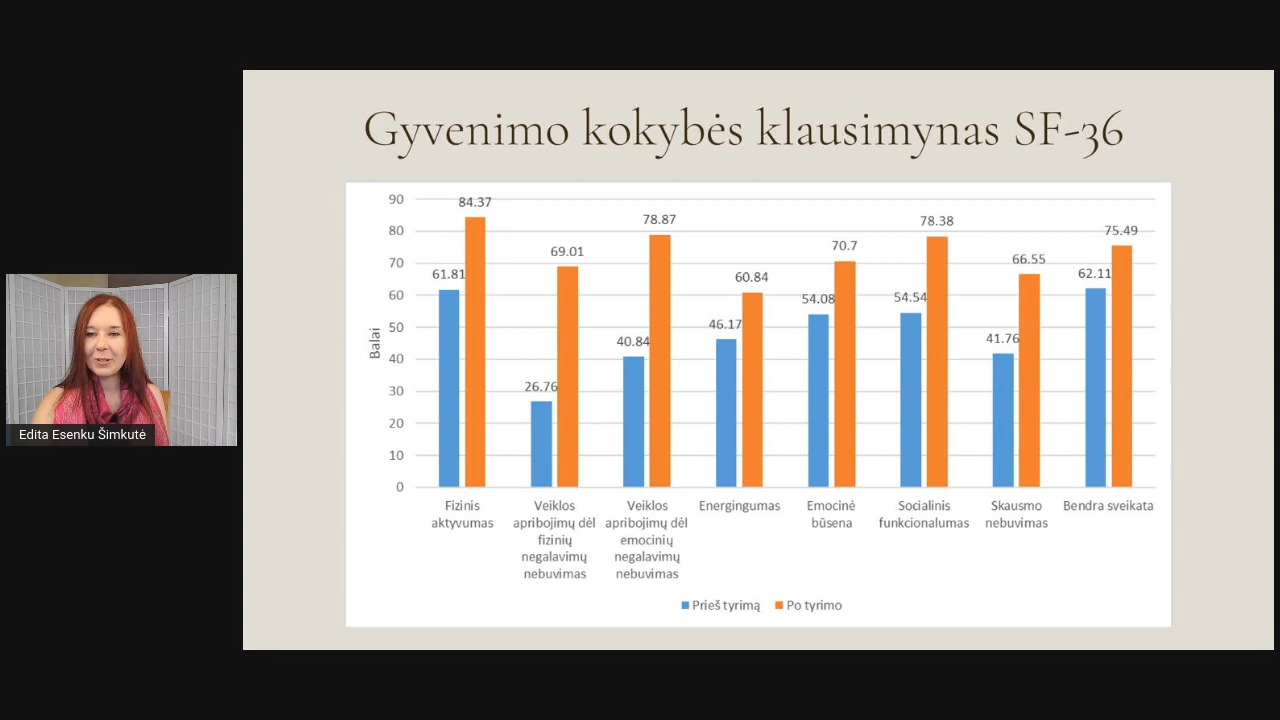 Gyvenimo kokybės klausimynas SF-36
90
80
70
60
50
40
30
20
10
0
Balai
61.81
84.37
26.76
69.01
40.84
78.87
46.17
60.84
54.08
70.7
54.54
78.38
41.76
66.55
62.11
75.49
Fizinis
aktyvumas
Veiklos
apribojimų dėl
fizinių
negalavimų
nebuvimas
Veiklos
apribojimų dėl
emocinių
negalavimų
nebuvimas
Energingumas
Emocinė
būsena
Socialinis
funkcionalumas
Skausmo
nebuvimas
Bendra sveikata
Prieš tyrimą
Po tyrimo
Edita Esenku Šimkutė